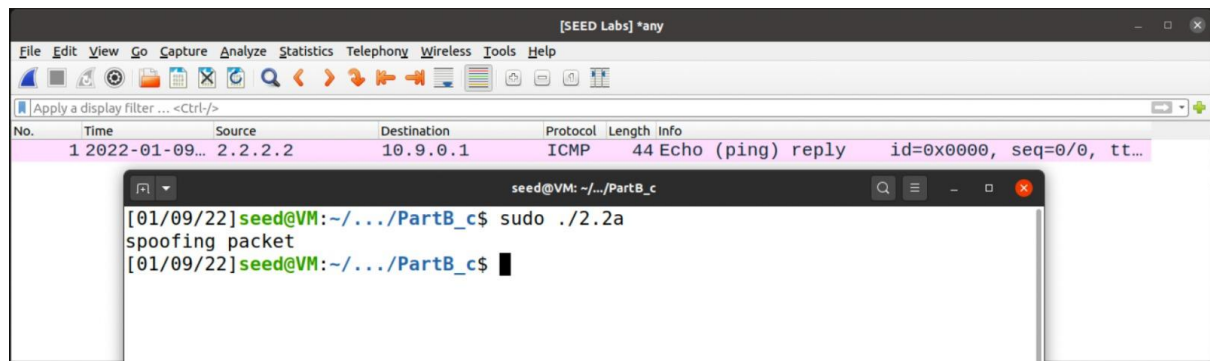 [SEED Labs] *any
File Edit View Go Capture Analyze Statistics Telephony Wireless Tools Help
Apply a display filter ... <Ctrl-/>
No. Time Source Destination Protocol Length Info
1 2022-01-09… 2.2.2.2 10.9.0.1 ICMP 44 Echo (ping) reply id=0x0000, seq=0/0, tt…
seed@VM: ~/.../PartB_c
[01/09/22]seed@VM:~/.../PartB_c$ sudo ./2.2a
spoofing packet
[01/09/22]seed@VM:~/.../PartB_c$